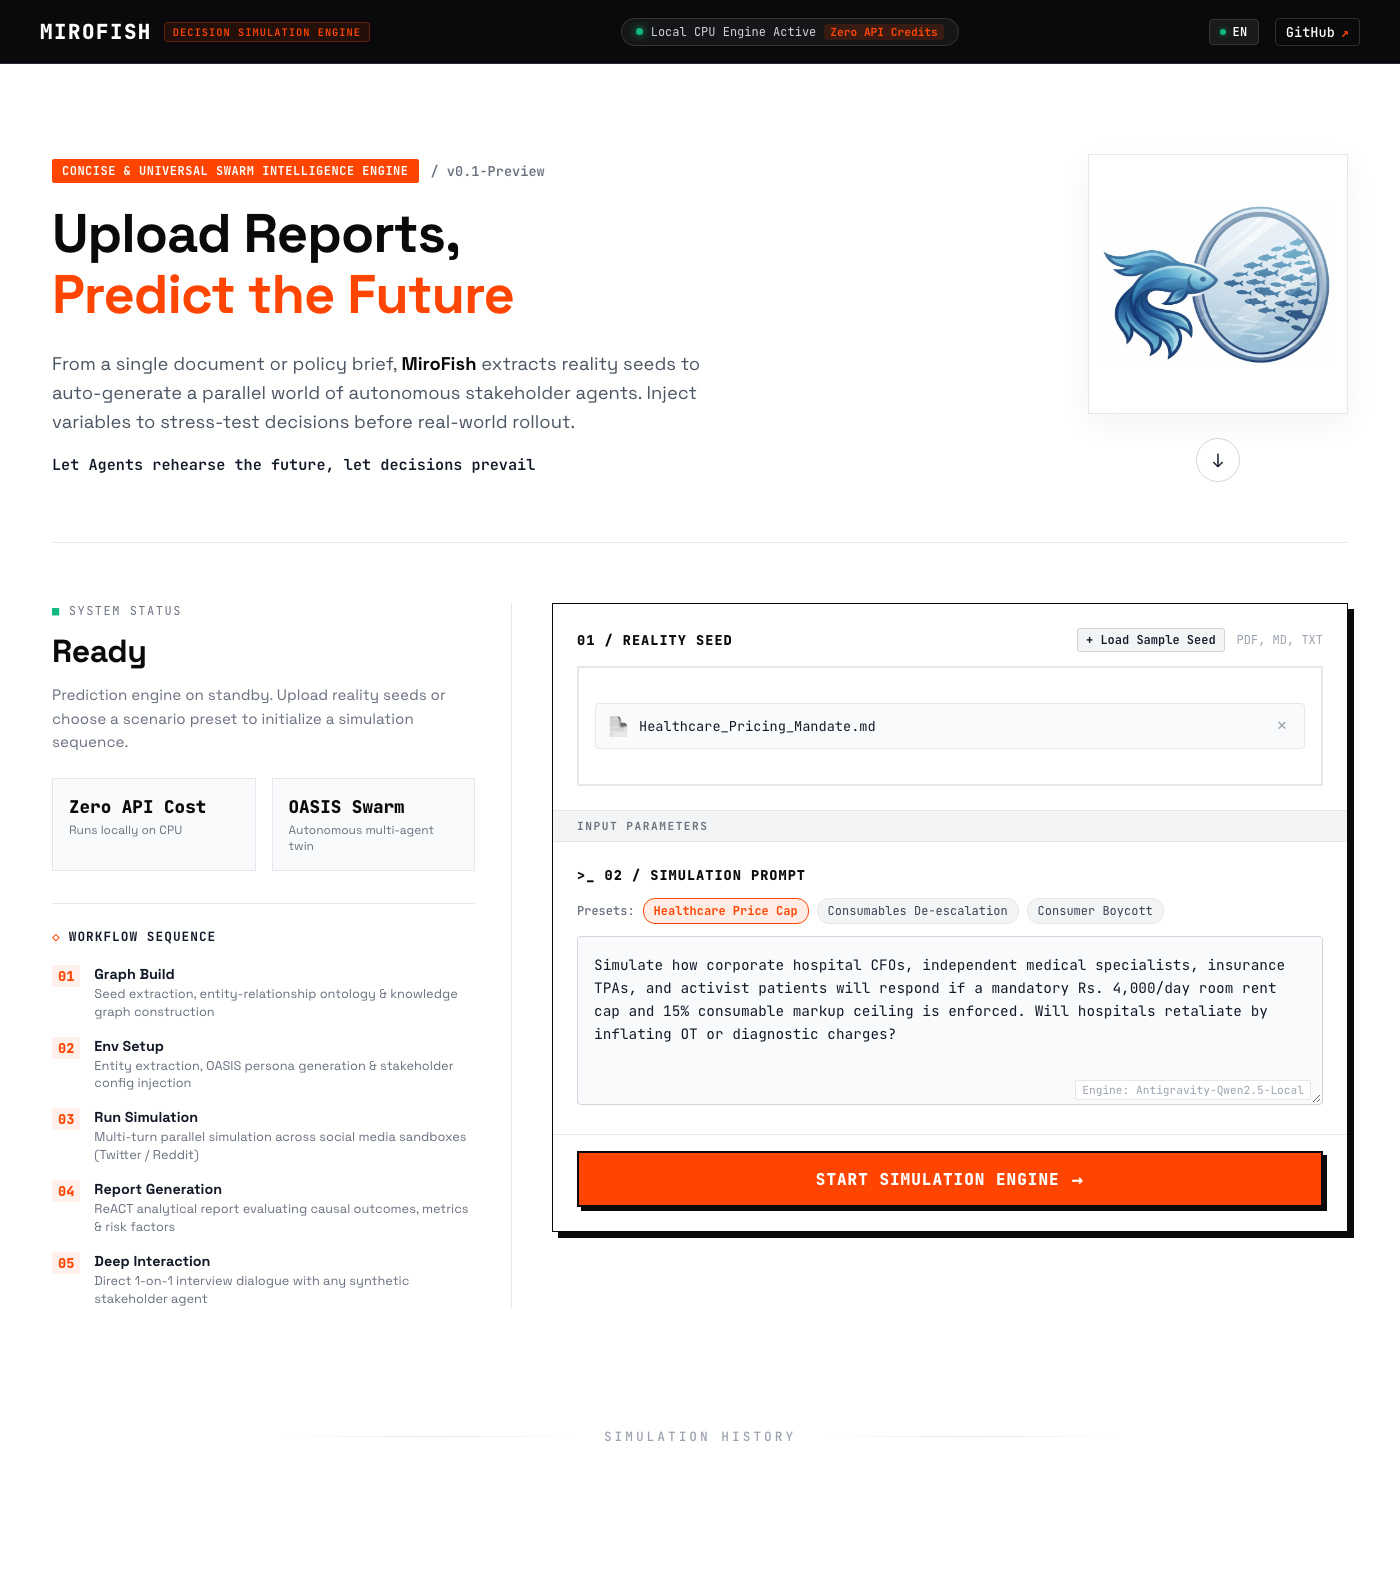 MIROFISH
DECISION SIMULATION ENGINE
Local CPU Engine Active Zero API Credits
EN
GitHub ↗
CONCISE & UNIVERSAL SWARM INTELLIGENCE ENGINE / v0.1-Preview
Upload Reports,
Predict the Future
From a single document or policy brief, MiroFish extracts reality seeds to
auto-generate a parallel world of autonomous stakeholder agents. Inject
variables to stress-test decisions before real-world rollout.
Let Agents rehearse the future, let decisions prevail
↓
■ SYSTEM STATUS
Ready
Prediction engine on standby. Upload reality seeds or
choose a scenario preset to initialize a simulation
sequence.
Zero API Cost
Runs locally on CPU
OASIS Swarm
Autonomous multi-agent
twin
◇ WORKFLOW SEQUENCE
01 Graph Build
Seed extraction, entity-relationship ontology & knowledge
graph construction
02 Env Setup
Entity extraction, OASIS persona generation & stakeholder
config injection
03 Run Simulation
Multi-turn parallel simulation across social media sandboxes
(Twitter / Reddit)
04 Report Generation
ReACT analytical report evaluating causal outcomes, metrics
& risk factors
05 Deep Interaction
Direct 1-on-1 interview dialogue with any synthetic
stakeholder agent
01 / REALITY SEED
+ Load Sample Seed PDF, MD, TXT
Healthcare_Pricing_Mandate.md ×
INPUT PARAMETERS
>_ 02 / SIMULATION PROMPT
Presets: Healthcare Price Cap Consumables De-escalation Consumer Boycott
Simulate how corporate hospital CFOs, independent medical specialists, insurance
TPAs, and activist patients will respond if a mandatory Rs. 4,000/day room rent
cap and 15% consumable markup ceiling is enforced. Will hospitals retaliate by
inflating OT or diagnostic charges?
Engine: Antigravity-Qwen2.5-Local
START SIMULATION ENGINE →
SIMULATION HISTORY